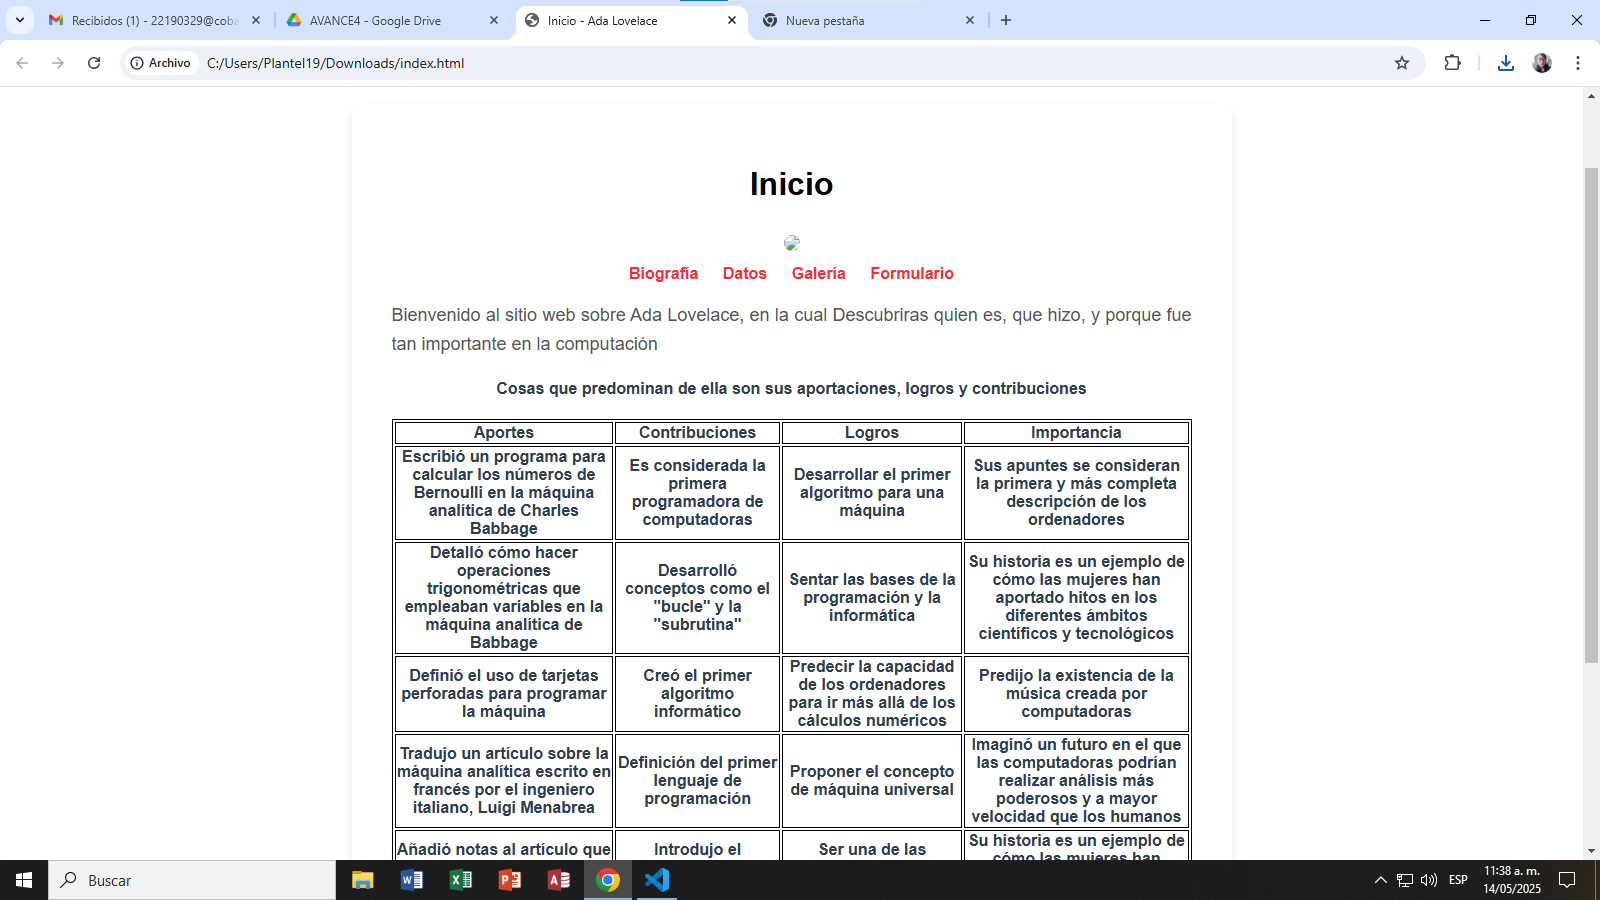 Recibidos (1) - 22190329@coba
AVANCE4 - Google Drive
Inicio - Ada Lovelace
Nueva pestaña
Archivo
C:/Users/Plantel19/Downloads/index.html
Inicio
Biografía Datos Galería Formulario
Bienvenido al sitio web sobre Ada Lovelace, en la cual Descubriras quien es, que hizo, y porque fue
tan importante en la computación
Cosas que predominan de ella son sus aportaciones, logros y contribuciones
Aportes
Contribuciones
Logros
Importancia
Escribió un programa para
calcular los números de
Bernoulli en la máquina
analítica de Charles
Babbage
Es considerada la
primera
programadora de
computadoras
Desarrollar el primer
algoritmo para una
máquina
Sus apuntes se consideran
la primera y más completa
descripción de los
ordenadores
Detalló cómo hacer
operaciones
trigonométricas que
empleaban variables en la
máquina analítica de
Babbage
Desarrolló
conceptos como el
"bucle" y la
"subrutina"
Sentar las bases de la
programación y la
informática
Su historia es un ejemplo de
cómo las mujeres han
aportado hitos en los
diferentes ámbitos
científicos y tecnológicos
Definió el uso de tarjetas
perforadas para programar
la máquina
Creó el primer
algoritmo
informático
Predecir la capacidad
de los ordenadores
para ir más allá de los
cálculos numéricos
Predijo la existencia de la
música creada por
computadoras
Tradujo un artículo sobre la
máquina analítica escrito en
francés por el ingeniero
italiano, Luigi Menabrea
Definición del primer
lenguaje de
programación
Proponer el concepto
de máquina universal
Imaginó un futuro en el que
las computadoras podrían
realizar análisis más
poderosos y a mayor
velocidad que los humanos
Añadió notas al artículo que
Introdujo el
Ser una de las
Su historia es un ejemplo de
cómo las mujeres han
Buscar
ESP
11:38 a. m.
14/05/2025